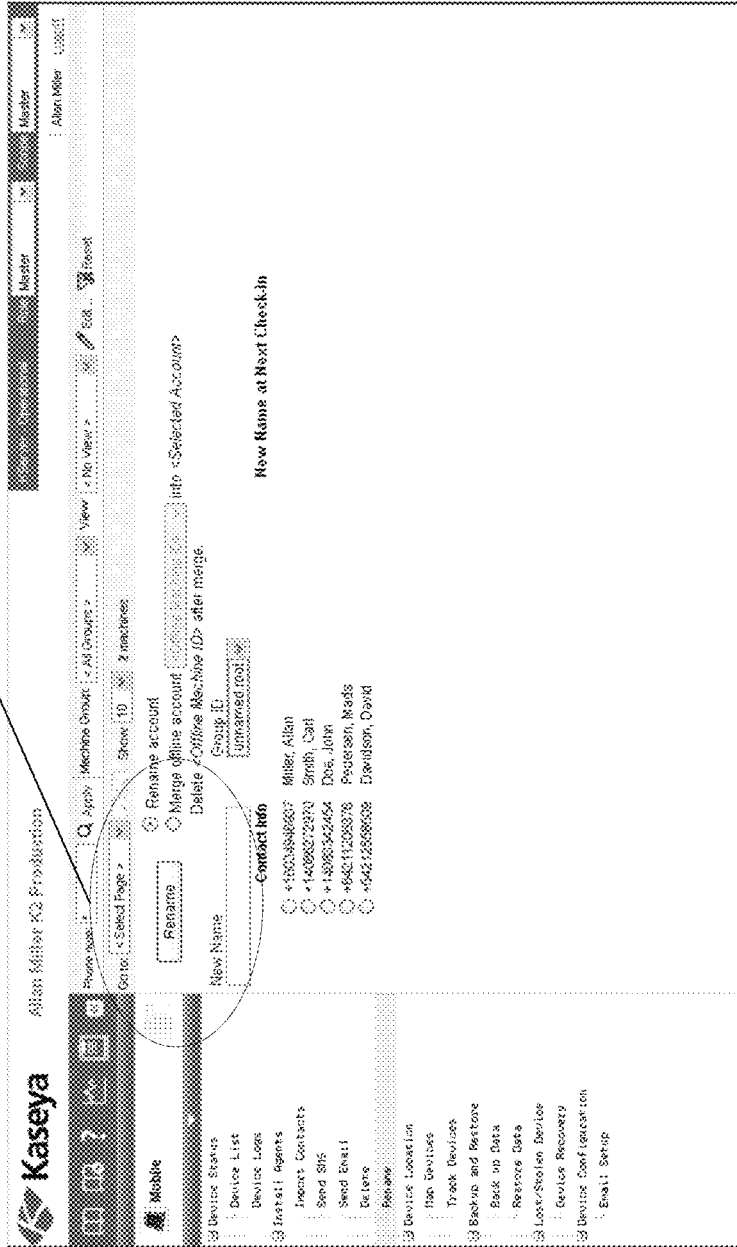 Kaseya
Allan Miller K2 Production
Master
Master
Allan Miller Logoff
Apply Machine Group: < All Groups > View: < No View > Edit... Reset
Go to: < Select Page > Show 10 2 machines
Mobile
Rename
Rename account
Merge offline account into <Selected Account>
Delete <Offline Machine ID> after merge.
New Name
Group ID
unnamed root
Contact Info
New Name at Next Check-in
Miller, Allan
Smith, Carl
Doe, John
Pedersen, Mads
Davidson, David
Device Status
Device List
Device Logs
Install Agents
Import Contacts
Send SMS
Send Email
Delete
Rename
Device Location
Map Devices
Track Devices
Backup and Restore
Back up Data
Restore Data
Lost/Stolen Device
Device Recovery
Device Configuration
Email Setup